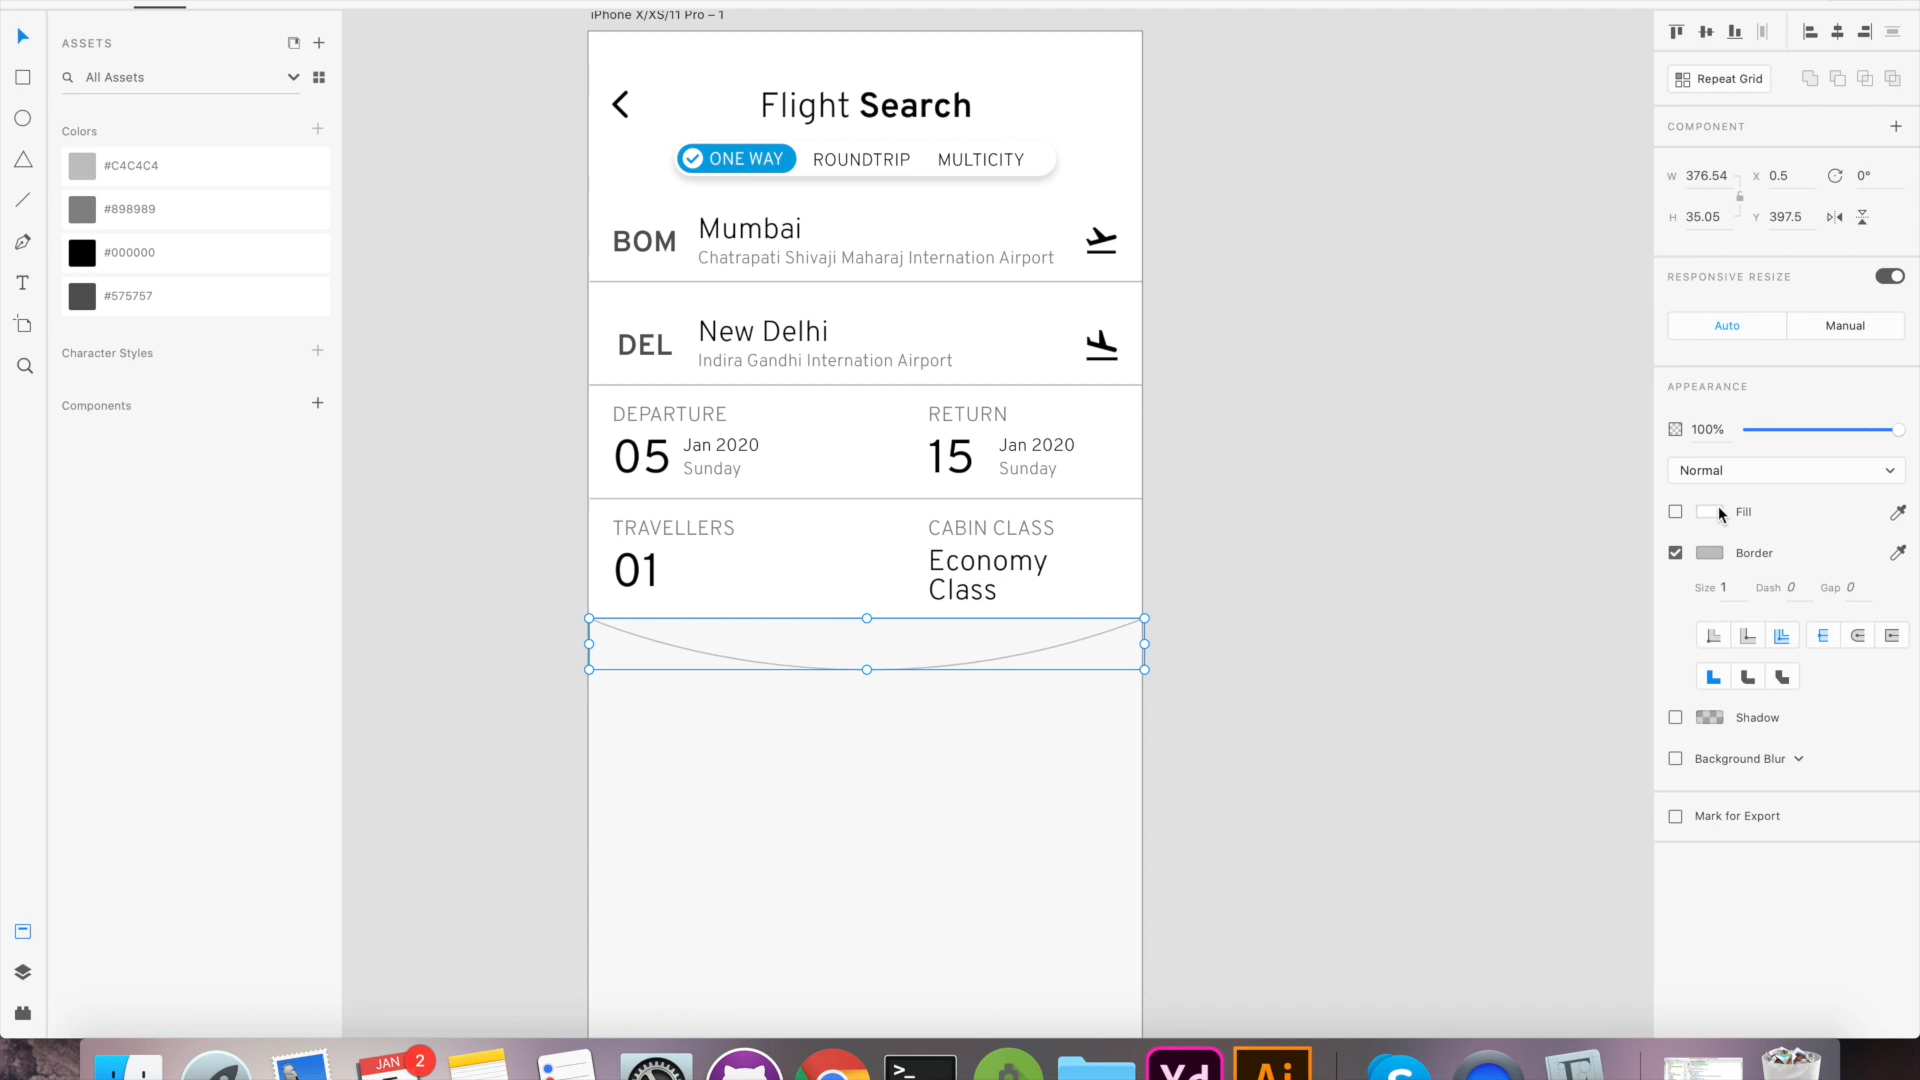 iPhone X/XS/11 Pro – 1
ASSETS
All Assets
Colors
#C4C4C4
#898989
#000000
#575757
Character Styles
Components
Flight Search
ONE WAY ROUNDTRIP MULTICITY
BOM
Mumbai
Chatrapati Shivaji Maharaj Internation Airport
DEL
New Delhi
Indira Gandhi Internation Airport
DEPARTURE
05
Jan 2020
Sunday
RETURN
15
Jan 2020
Sunday
TRAVELLERS
01
CABIN CLASS
Economy
Class
Repeat Grid
COMPONENT
W 376.54 X 0.5 0°
H 35.05 Y 397.5
RESPONSIVE RESIZE
Auto Manual
APPEARANCE
100%
Normal
Fill
Border
Size 1 Dash 0 Gap 0
Shadow
Background Blur
Mark for Export
JAN 2
>_
Xd
Ai
S